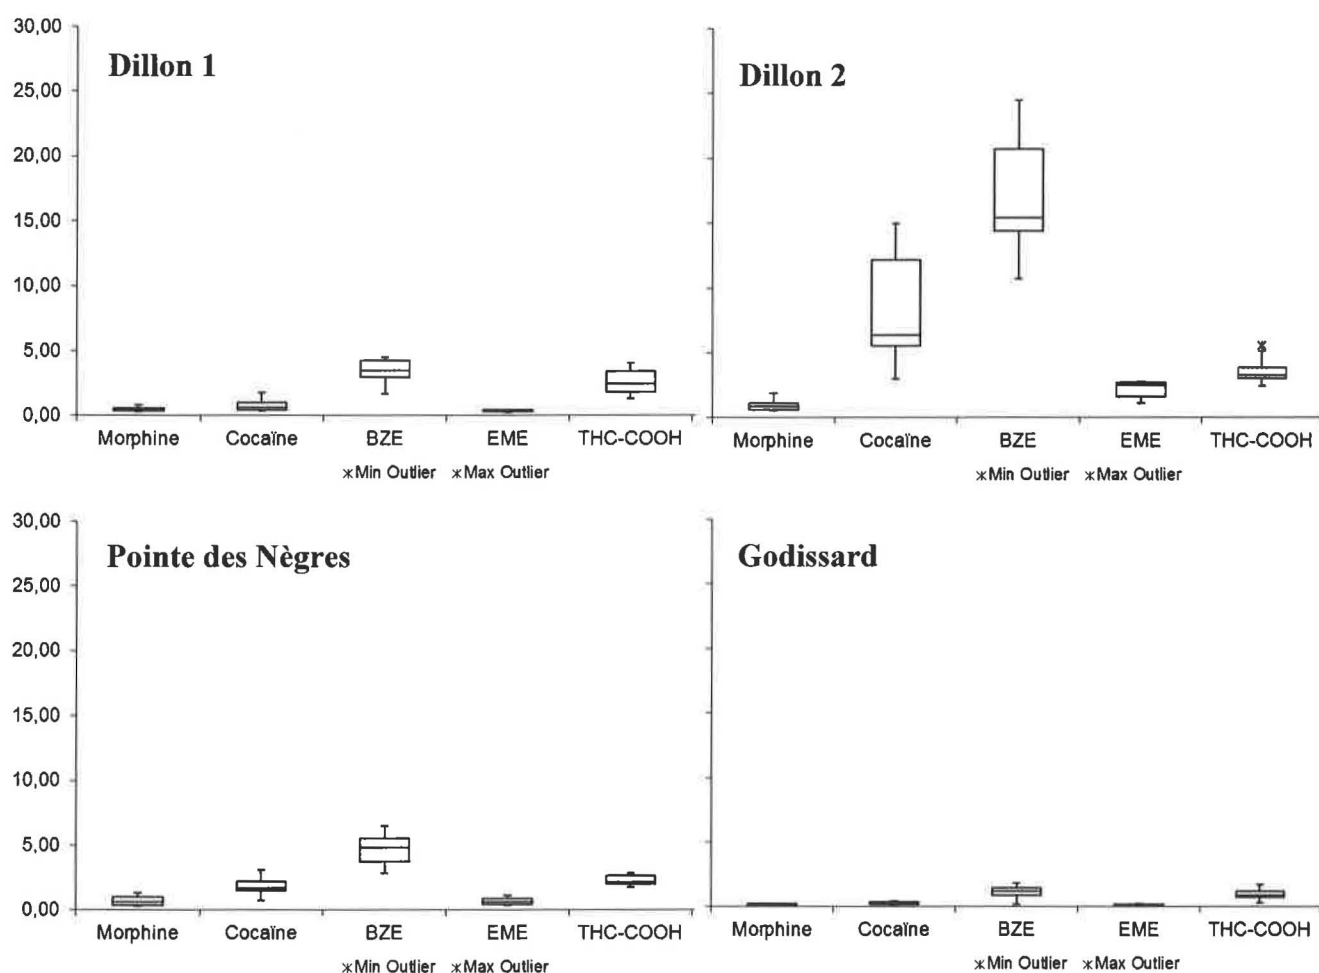 30,00
25,00
20,00
15,00
10,00
5,00
0,00
Dillon 1
Morphine Cocaïne BZE EME THC-COOH
×Min Outlier ×Max Outlier
Dillon 2
Morphine Cocaïne BZE EME THC-COOH
×Min Outlier ×Max Outlier
30,00
25,00
20,00
15,00
10,00
5,00
0,00
Pointe des Nègres
Morphine Cocaïne BZE EME THC-COOH
×Min Outlier ×Max Outlier
Godissard
Morphine Cocaïne BZE EME THC-COOH
×Min Outlier ×Max Outlier